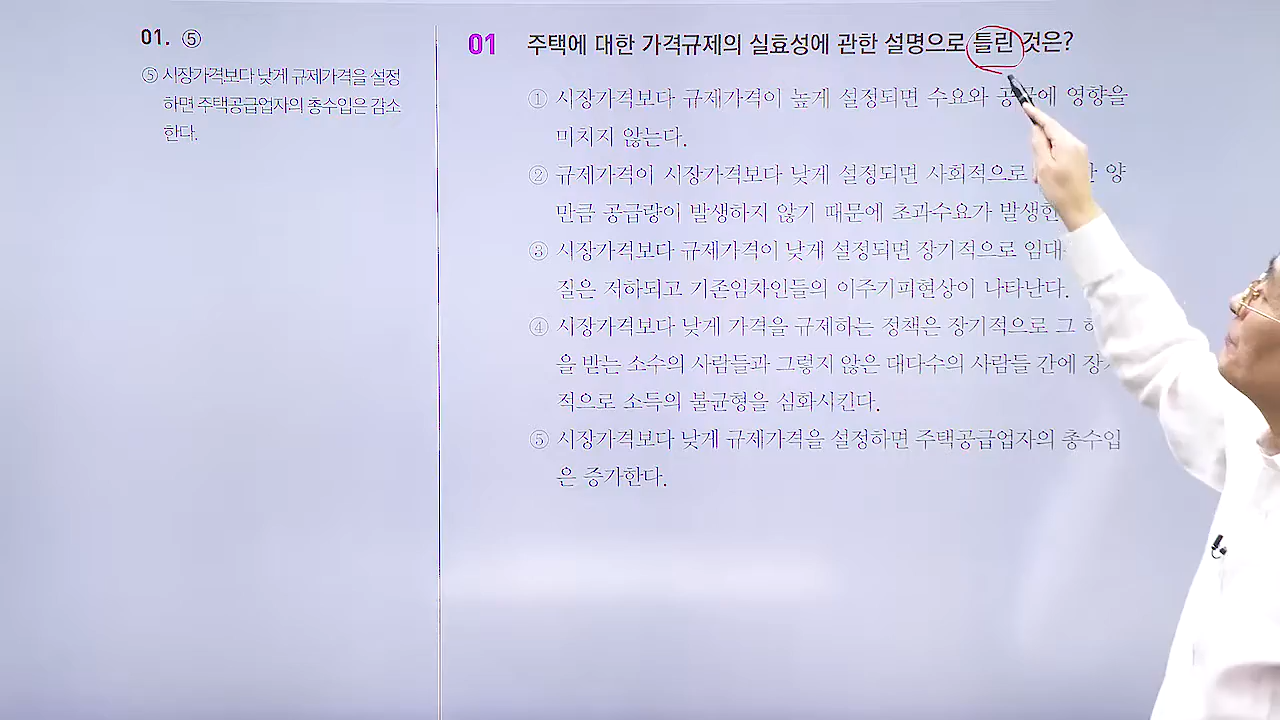 01. ⑤
⑤ 시장가격보다 낮게 규제가격을 설정
하면 주택공급업자의 총수입은 감소
한다.
01 주택에 대한 가격규제의 실효성에 관한 설명으로 틀린 것은?
① 시장가격보다 규제가격이 높게 설정되면 수요와 공급에 영향을
미치지 않는다.
② 규제가격이 시장가격보다 낮게 설정되면 사회적으로 양
만큼 공급량이 발생하지 않기 때문에 초과수요가 발생한
③ 시장가격보다 규제가격이 낮게 설정되면 장기적으로 임대
질은 저하되고 기존임차인들의 이주기피현상이 나타난다.
④ 시장가격보다 낮게 가격을 규제하는 정책은 장기적으로 그
을 받는 소수의 사람들과 그렇지 않은 대다수의 사람들 간에
적으로 소득의 불균형을 심화시킨다.
⑤ 시장가격보다 낮게 규제가격을 설정하면 주택공급업자의 총수입
은 증가한다.